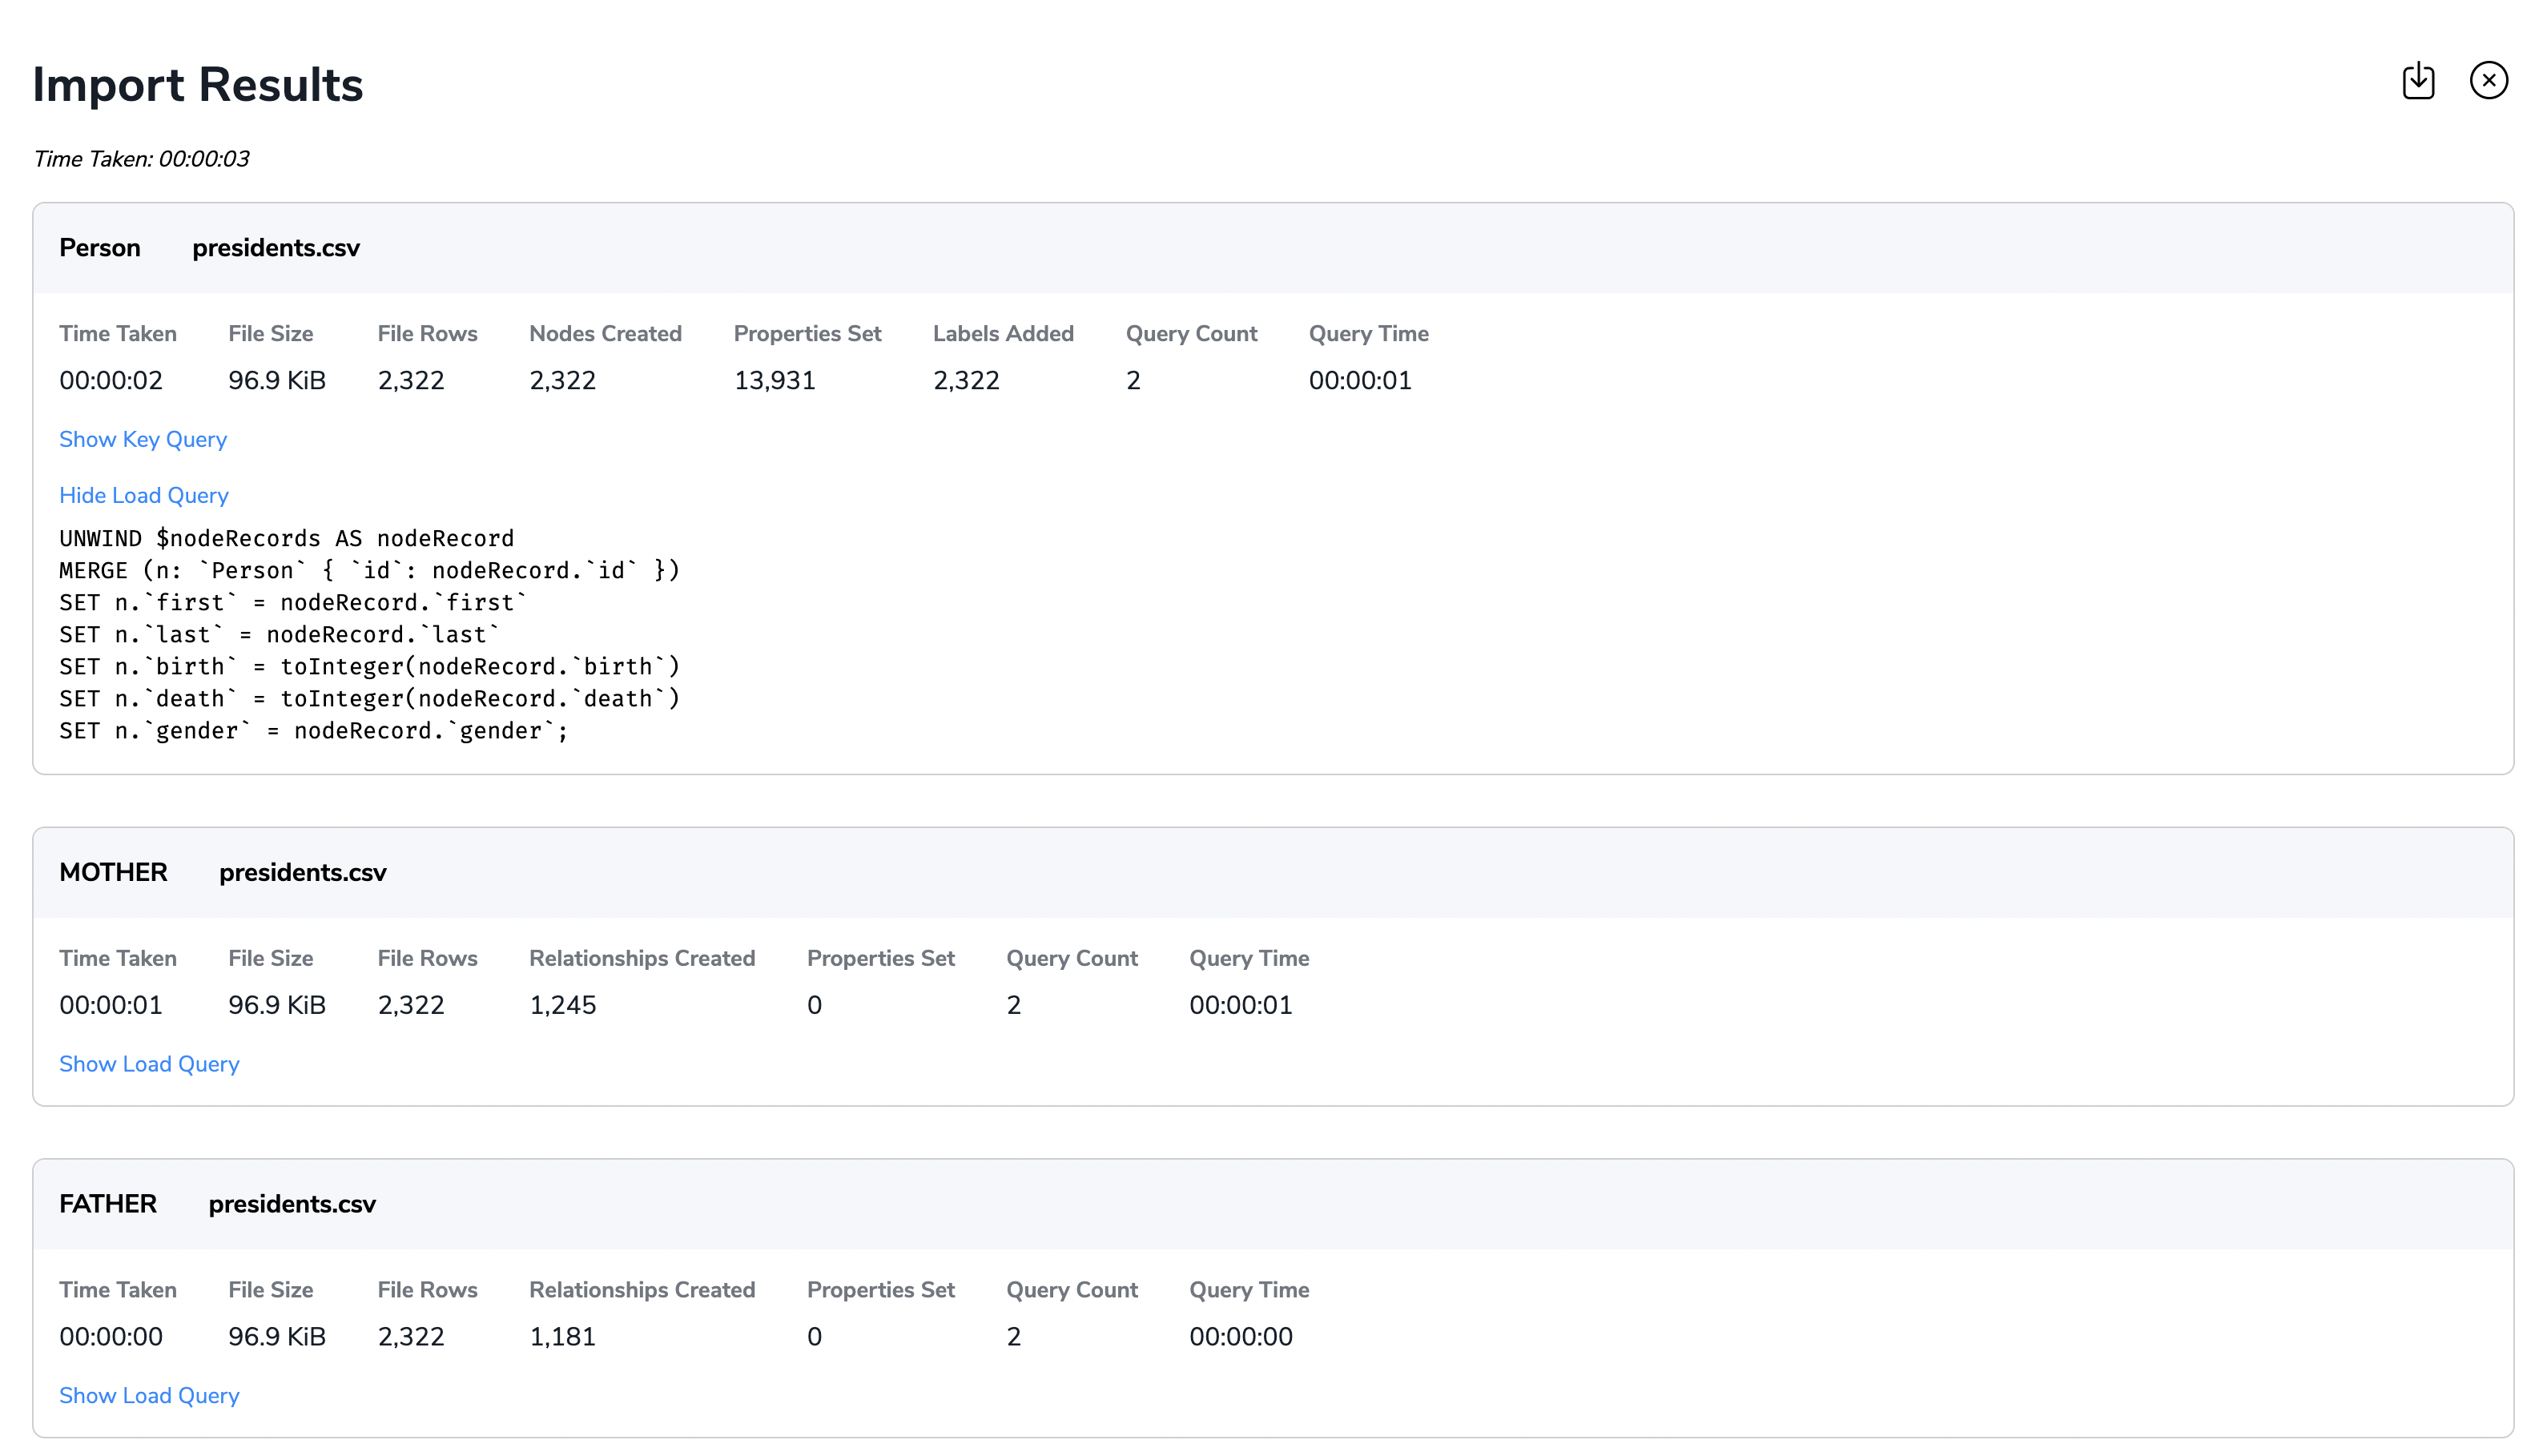 Import Results
Time Taken: 00:00:03
Person presidents.csv
Time Taken File Size File Rows Nodes Created Properties Set Labels Added Query Count Query Time
00:00:02 96.9 KiB 2,322 2,322 13,931 2,322 2 00:00:01
Show Key Query
Hide Load Query
UNWIND $nodeRecords AS nodeRecord
MERGE (n: `Person` { `id`: nodeRecord.`id` })
SET n.`first` = nodeRecord.`first`
SET n.`last` = nodeRecord.`last`
SET n.`birth` = toInteger(nodeRecord.`birth`)
SET n.`death` = toInteger(nodeRecord.`death`)
SET n.`gender` = nodeRecord.`gender`;
MOTHER presidents.csv
Time Taken File Size File Rows Relationships Created Properties Set Query Count Query Time
00:00:01 96.9 KiB 2,322 1,245 0 2 00:00:01
Show Load Query
FATHER presidents.csv
Time Taken File Size File Rows Relationships Created Properties Set Query Count Query Time
00:00:00 96.9 KiB 2,322 1,181 0 2 00:00:00
Show Load Query